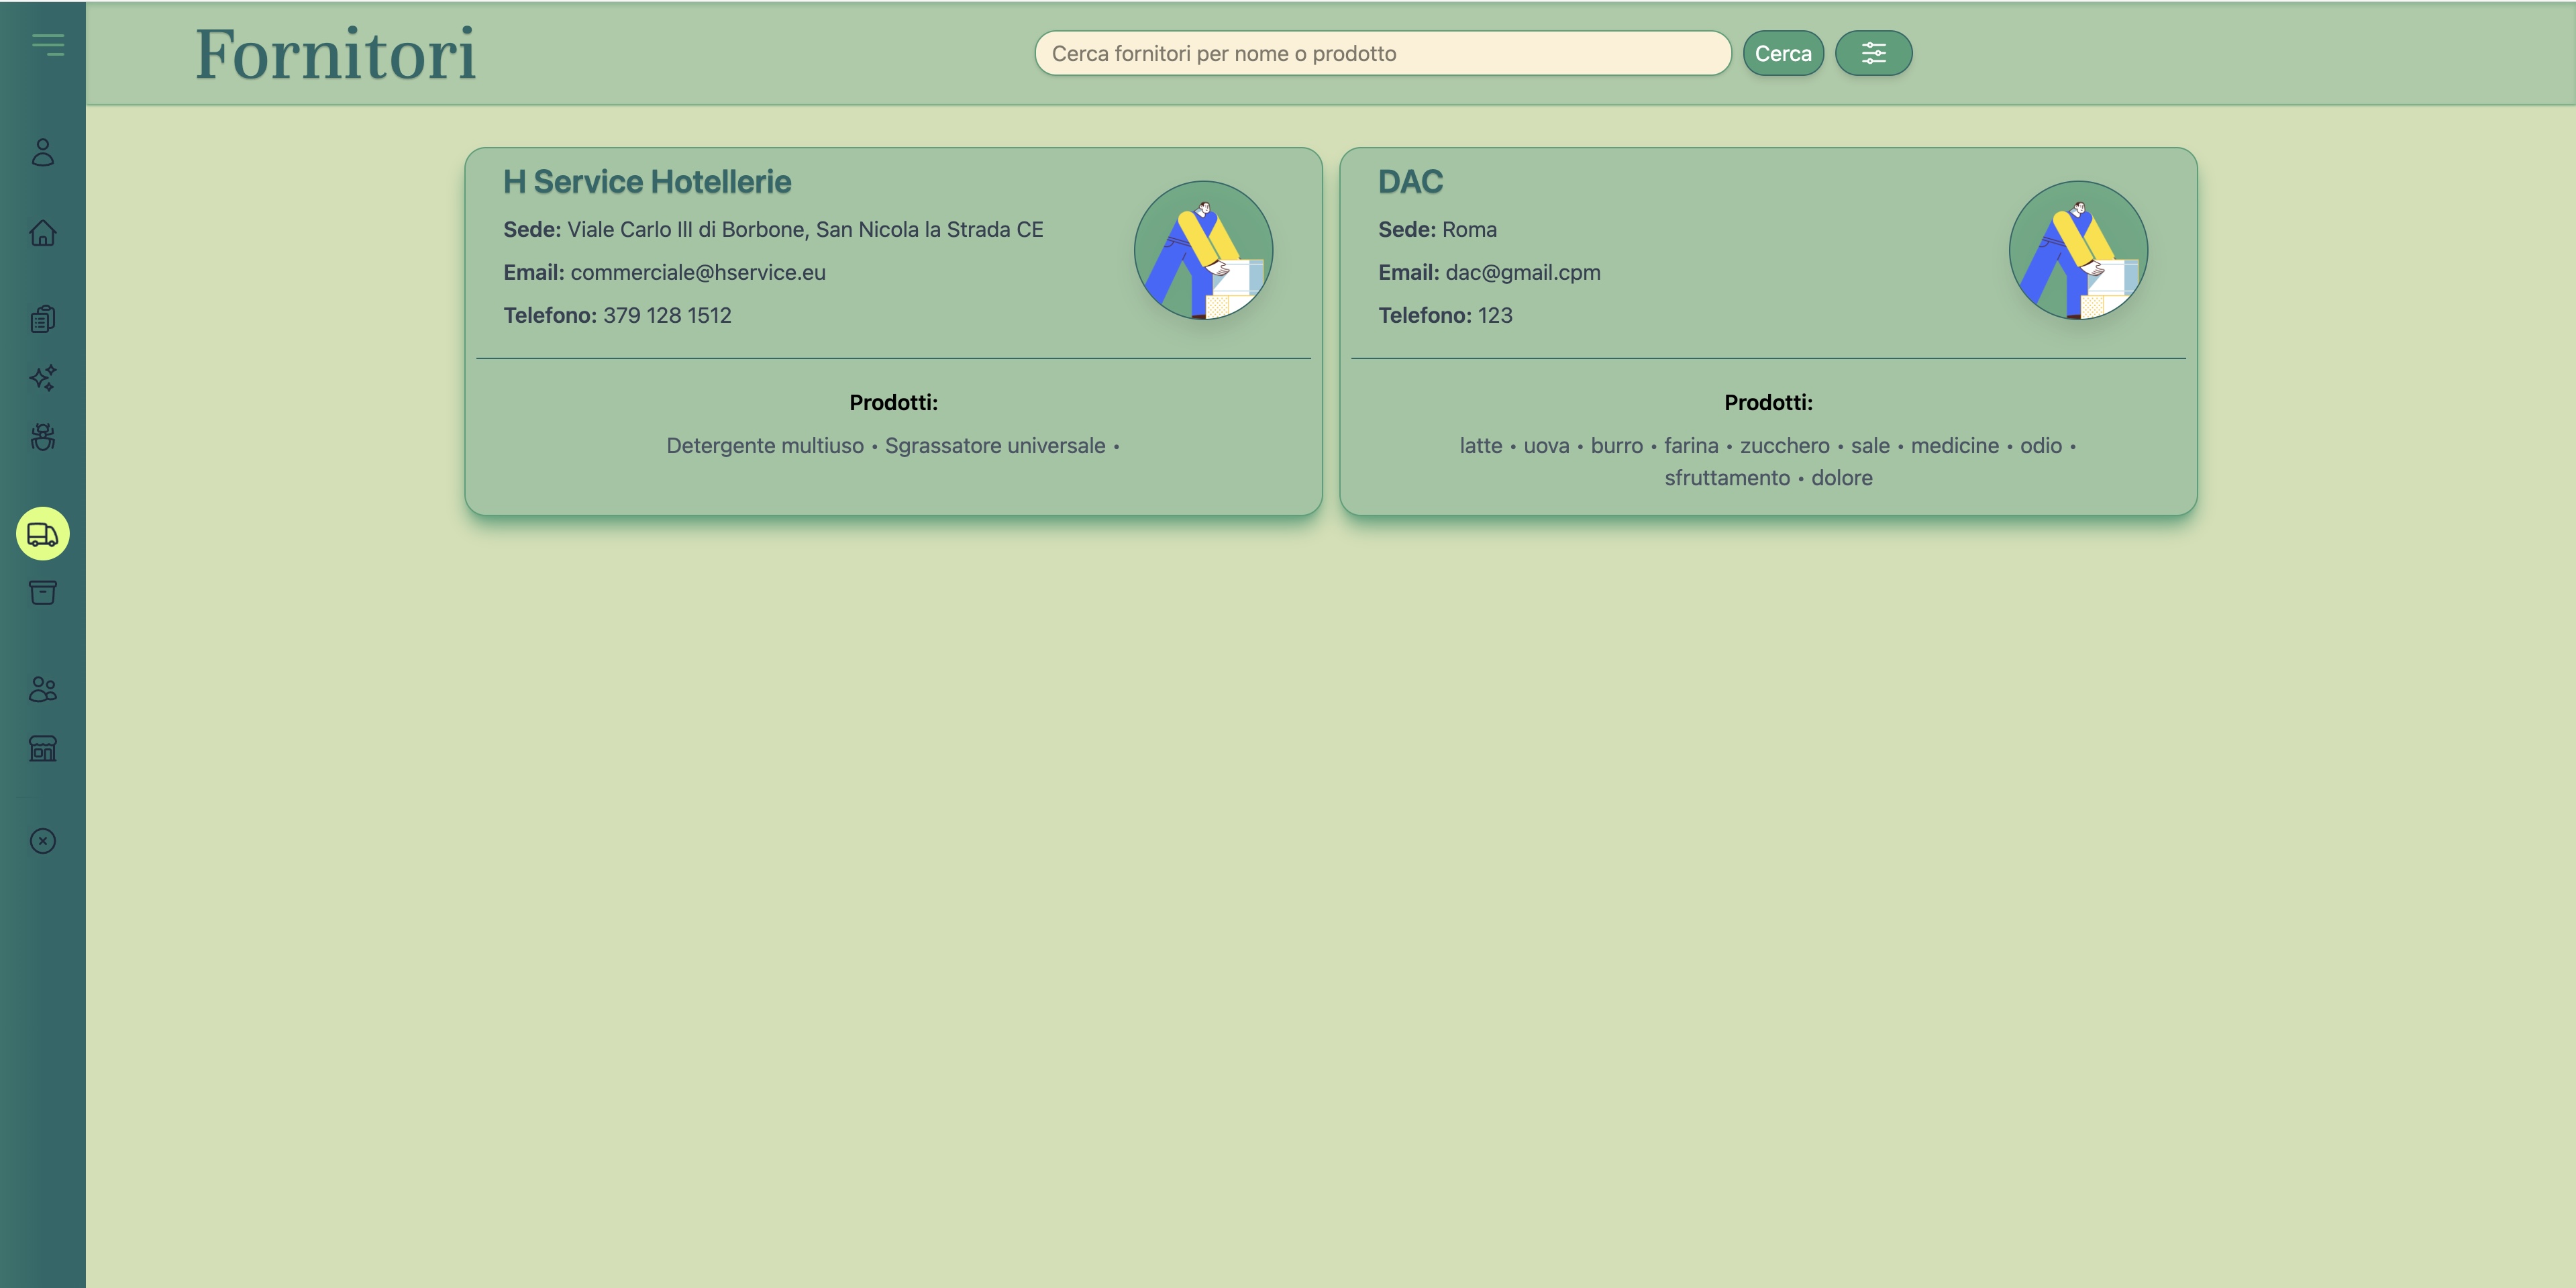 Fornitori
Cerca fornitori per nome o prodotto
Cerca
H Service Hotellerie
Sede: Viale Carlo III di Borbone, San Nicola la Strada CE
Email: commerciale@hservice.eu
Telefono: 379 128 1512
Prodotti:
Detergente multiuso • Sgrassatore universale •
DAC
Sede: Roma
Email: dac@gmail.cpm
Telefono: 123
Prodotti:
latte • uova • burro • farina • zucchero • sale • medicine • odio •
sfruttamento • dolore